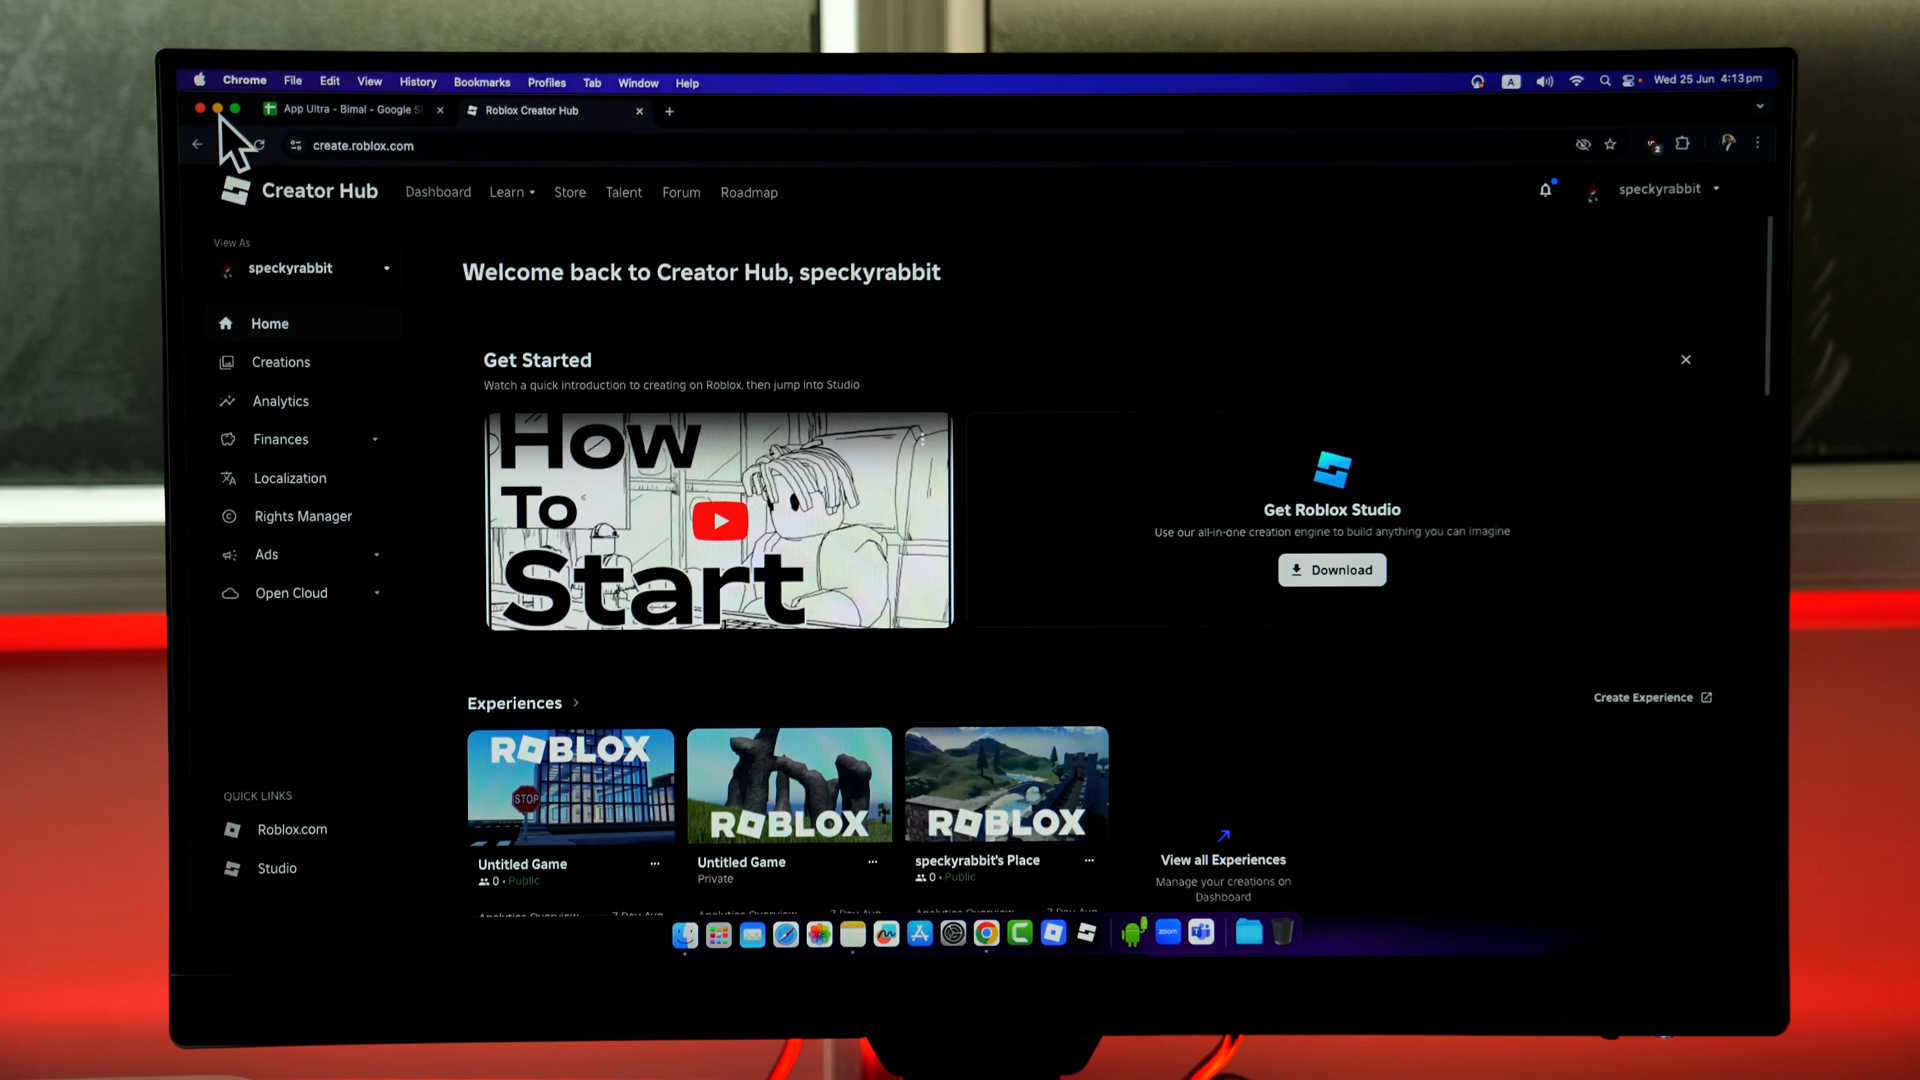 Chrome File Edit View History Bookmarks Profiles Tab Window Help
A
Wed 25 Jun 4:13pm
App Ultra - Bimal - Google S
Roblox Creator Hub
create.roblox.com
2
Creator Hub
Dashboard Learn Store Talent Forum Roadmap
speckyrabbit
View As
speckyrabbit
Welcome back to Creator Hub, speckyrabbit
Home
Creations
Analytics
Finances
Localization
Rights Manager
Ads
Open Cloud
QUICK LINKS
Roblox.com
Studio
Get Started
Watch a quick introduction to creating on Roblox, then jump into Studio
How
To
Start
Get Roblox Studio
Use our all-in-one creation engine to build anything you can imagine
Download
Experiences
Create Experience
ROBLOX
STOP
Untitled Game
0 • Public
ROBLOX
Untitled Game
Private
ROBLOX
speckyrabbit's Place
0 • Public
View all Experiences
Manage your creations on
Dashboard
zoom